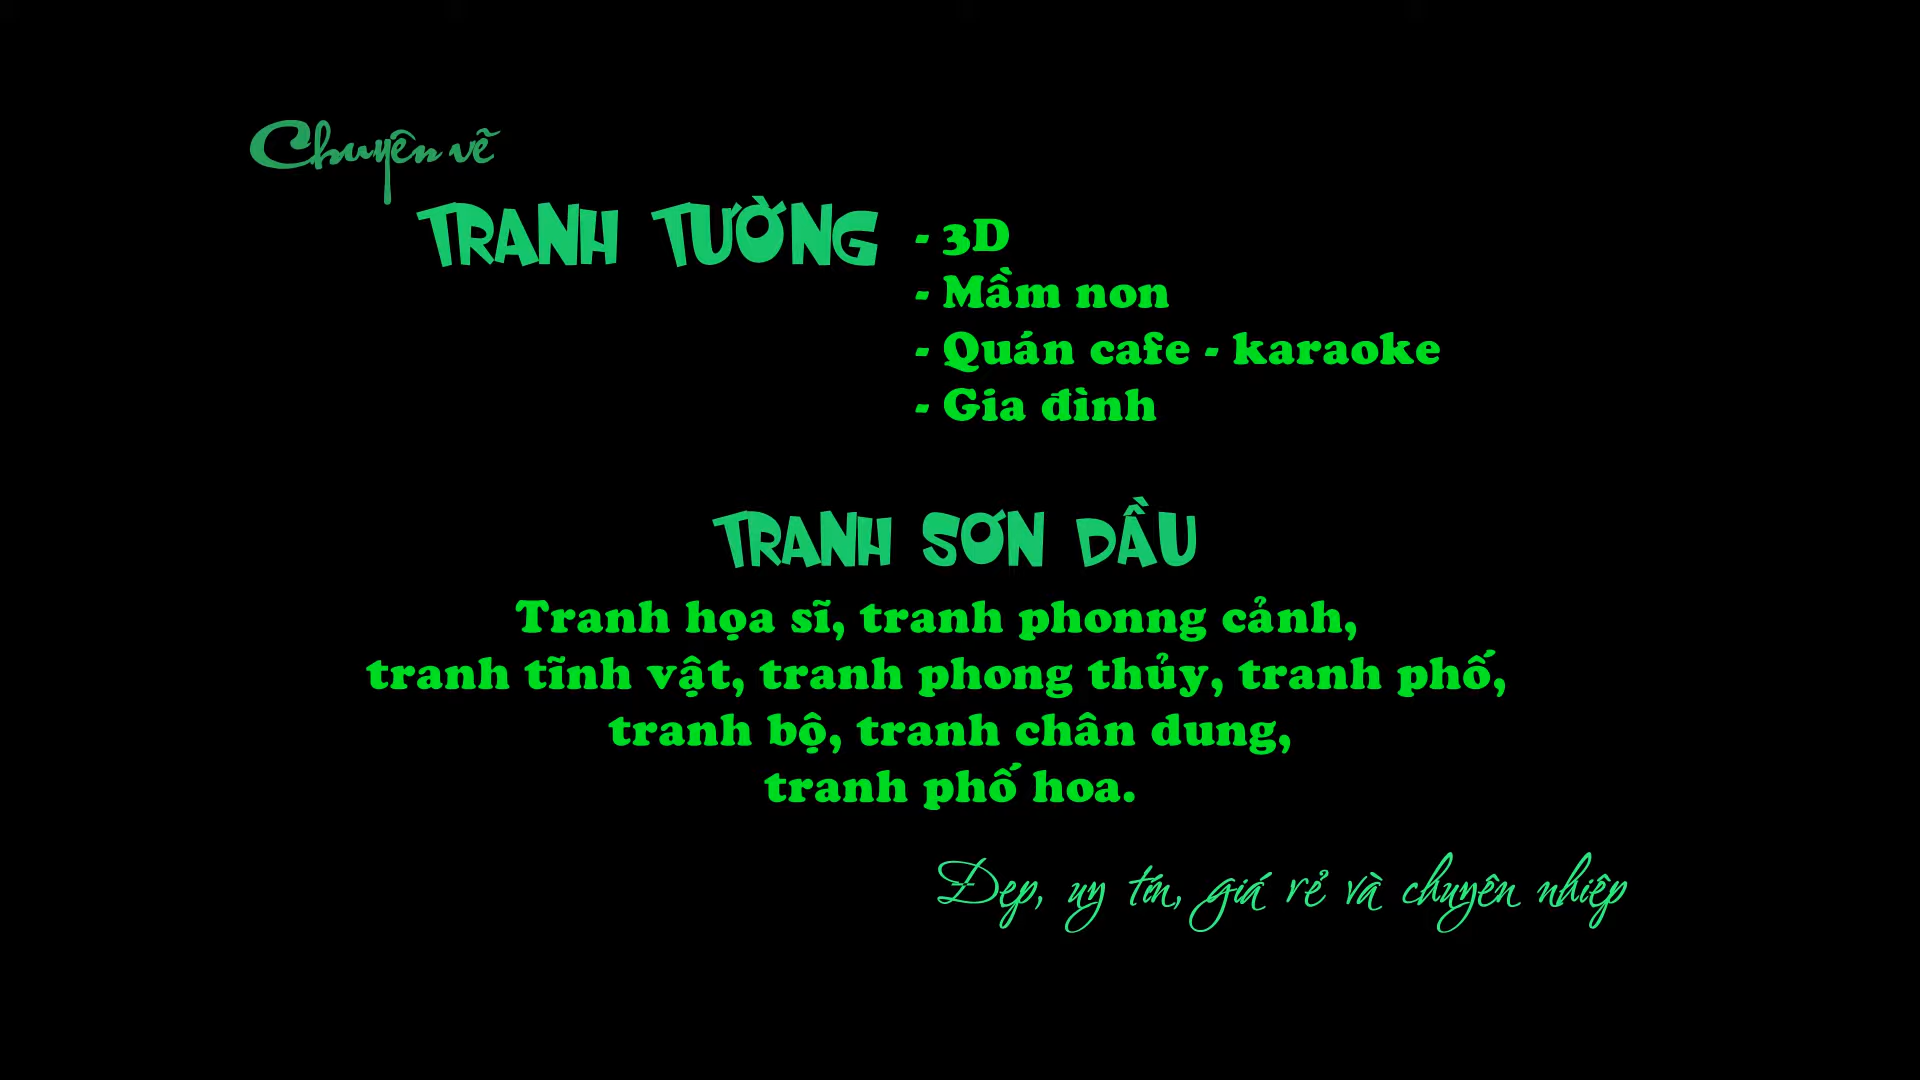 Chuyên vẽ
TRANH TƯỜNG
- 3D
- Mầm non
- Quán cafe - karaoke
- Gia đình
TRANH SƠN DẦU
Tranh họa sĩ, tranh phonng cảnh,
tranh tĩnh vật, tranh phong thủy, tranh phố,
tranh bộ, tranh chân dung,
tranh phố hoa.
Đẹp, uy tín, giá rẻ và chuyên nhiệp